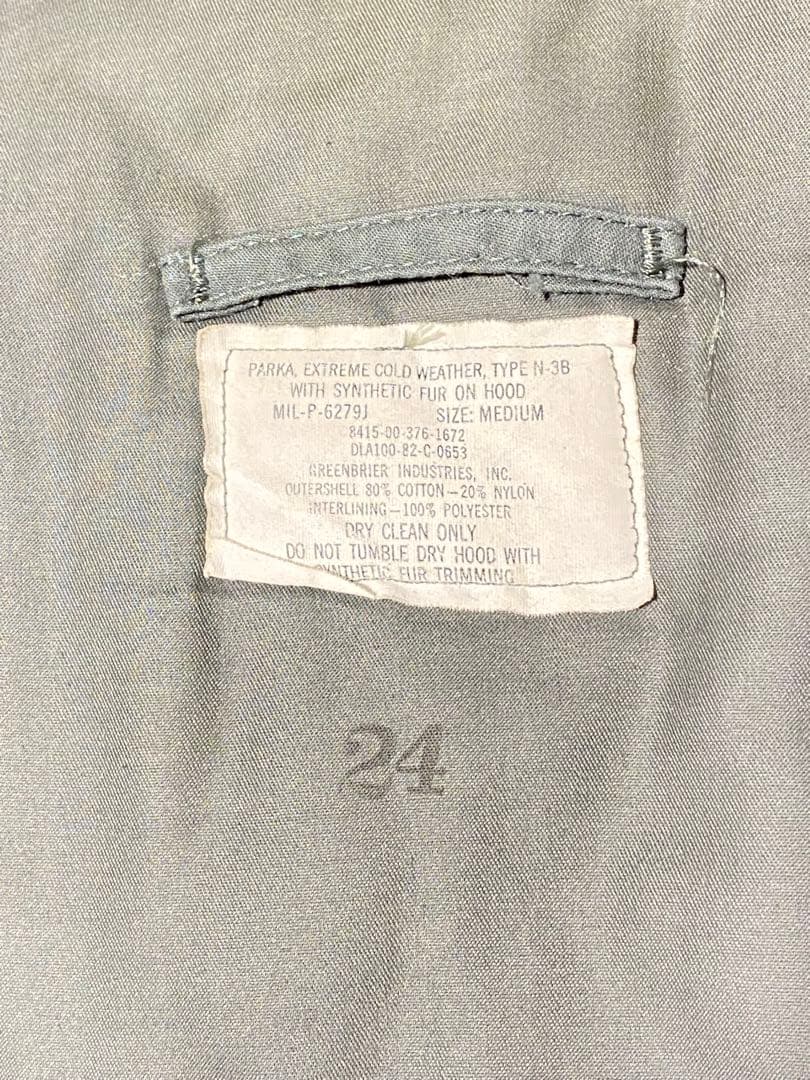 PARKA, EXTREME COLD WEATHER, TYPE N-3B
WITH SYNTHETIC FUR ON HOOD
MIL-P-6279J SIZE: MEDIUM
8415-00-376-1672
DLA100-82-C-0653
GREENBRIER INDUSTRIES, INC.
OUTERSHELL 80% COTTON—20% NYLON
INTERLINING—100% POLYESTER
DRY CLEAN ONLY
DO NOT TUMBLE DRY HOOD WITH
SYNTHETIC FUR TRIMMING
24